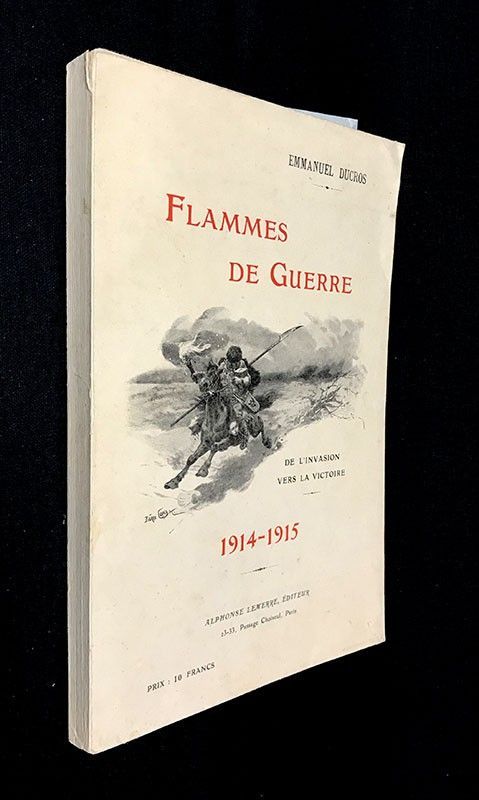 EMMANUEL DUCROS
FLAMMES
DE GUERRE
DE L'INVASION
VERS LA VICTOIRE
1914-1915
ALPHONSE LEMERRE, ÉDITEUR
23-33, Passage Choiseul, Paris
PRIX : 10 FRANCS